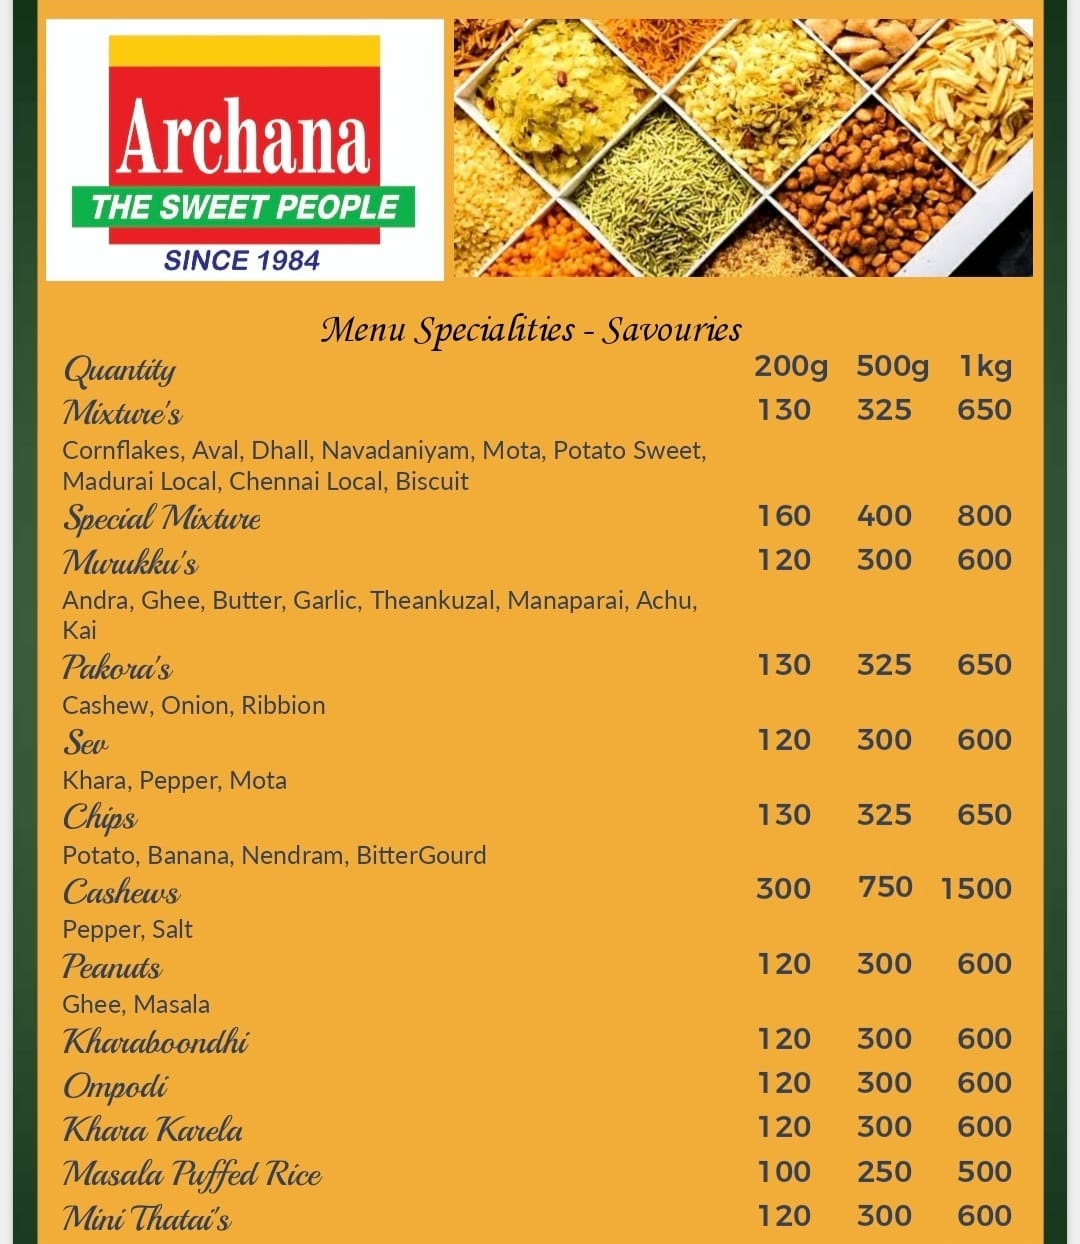 Archana
THE SWEET PEOPLE
SINCE 1984
Menu Specialities - Savouries
Quantity 200g 500g 1kg
Mixture's 130 325 650
Cornflakes, Aval, Dhall, Navadaniyam, Mota, Potato Sweet,
Madurai Local, Chennai Local, Biscuit
Special Mixture 160 400 800
Murukku's 120 300 600
Andra, Ghee, Butter, Garlic, Theankuzal, Manaparai, Achu,
Kai
Pakora's 130 325 650
Cashew, Onion, Ribbion
Sev 120 300 600
Khara, Pepper, Mota
Chips 130 325 650
Potato, Banana, Nendram, BitterGourd
Cashews 300 750 1500
Pepper, Salt
Peanuts 120 300 600
Ghee, Masala
Kharaboondhi 120 300 600
Ompodi 120 300 600
Khara Karela 120 300 600
Masala Puffed Rice 100 250 500
Mini Thatai's 120 300 600